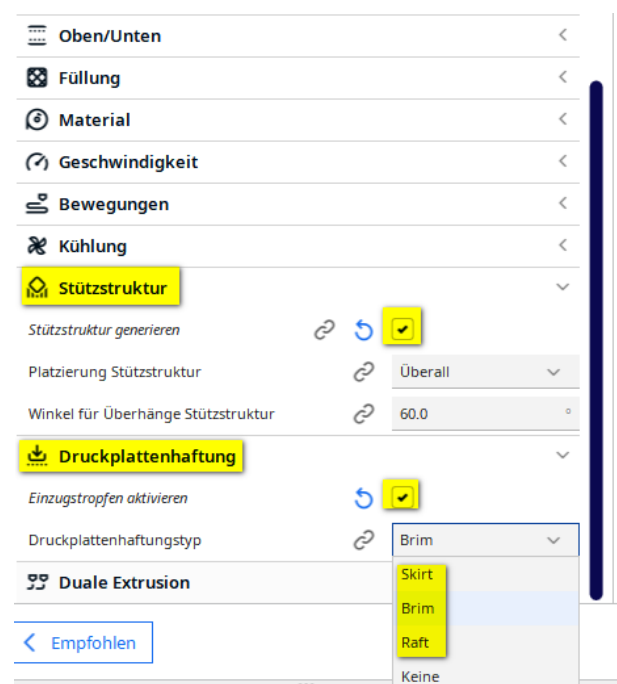 Oben/Unten
Füllung
Material
Geschwindigkeit
Bewegungen
Kühlung
Stützstruktur
Stützstruktur generieren
Platzierung Stützstruktur Überall
Winkel für Überhänge Stützstruktur 60.0 °
Druckplattenhaftung
Einzugstropfen aktivieren
Druckplattenhaftungstyp Brim
Skirt
Duale Extrusion
Brim
Empfohlen Raft
Keine